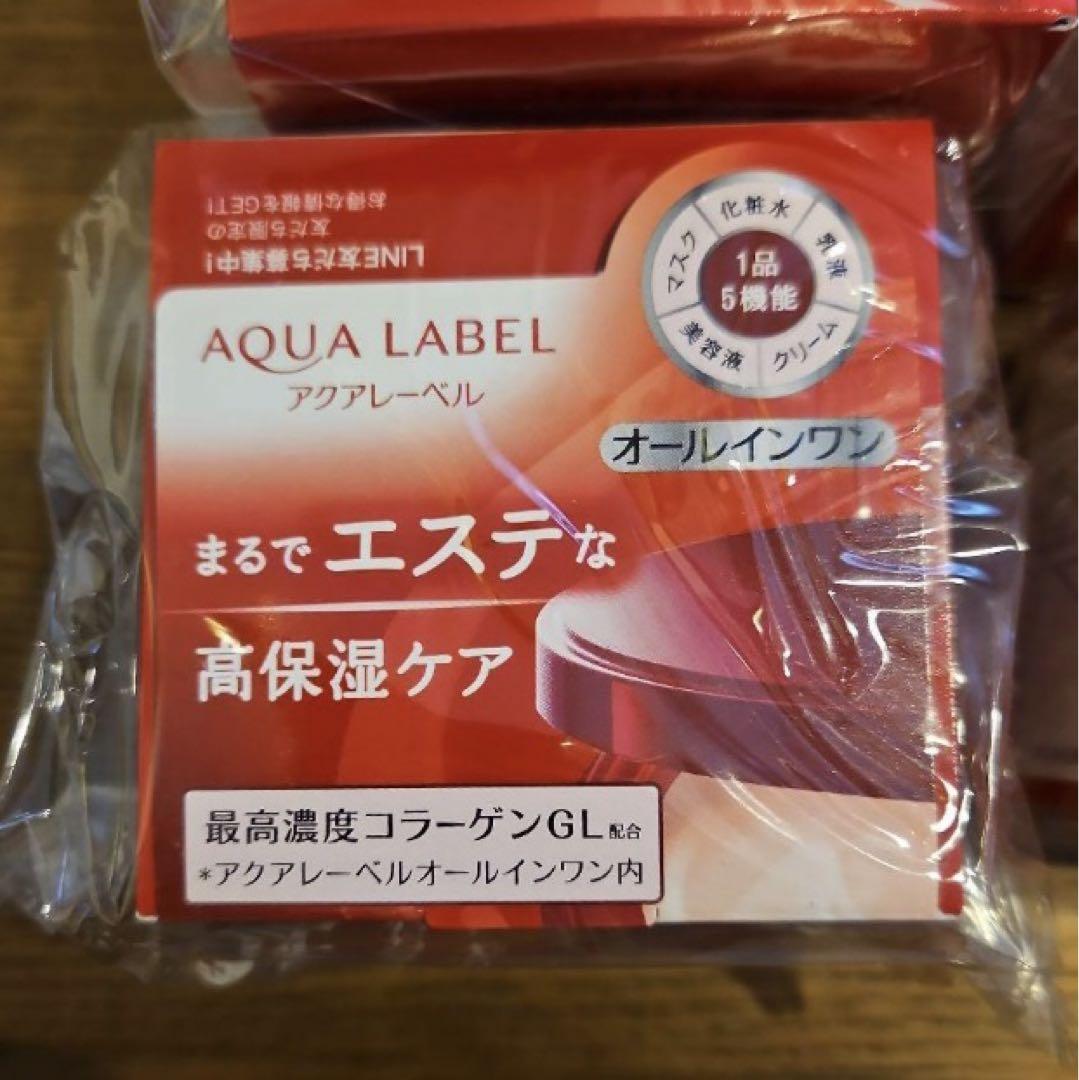 LINE友だち募集中!
友だち限定の
お得な情報をGET!
AQUA LABEL
アクアレーベル
化粧水
乳液
クリーム
美容液
マスク
1品
5機能
オールインワン
まるでエステな
高保湿ケア
最高濃度コラーゲンGL配合
*アクアレーベルオールインワン内